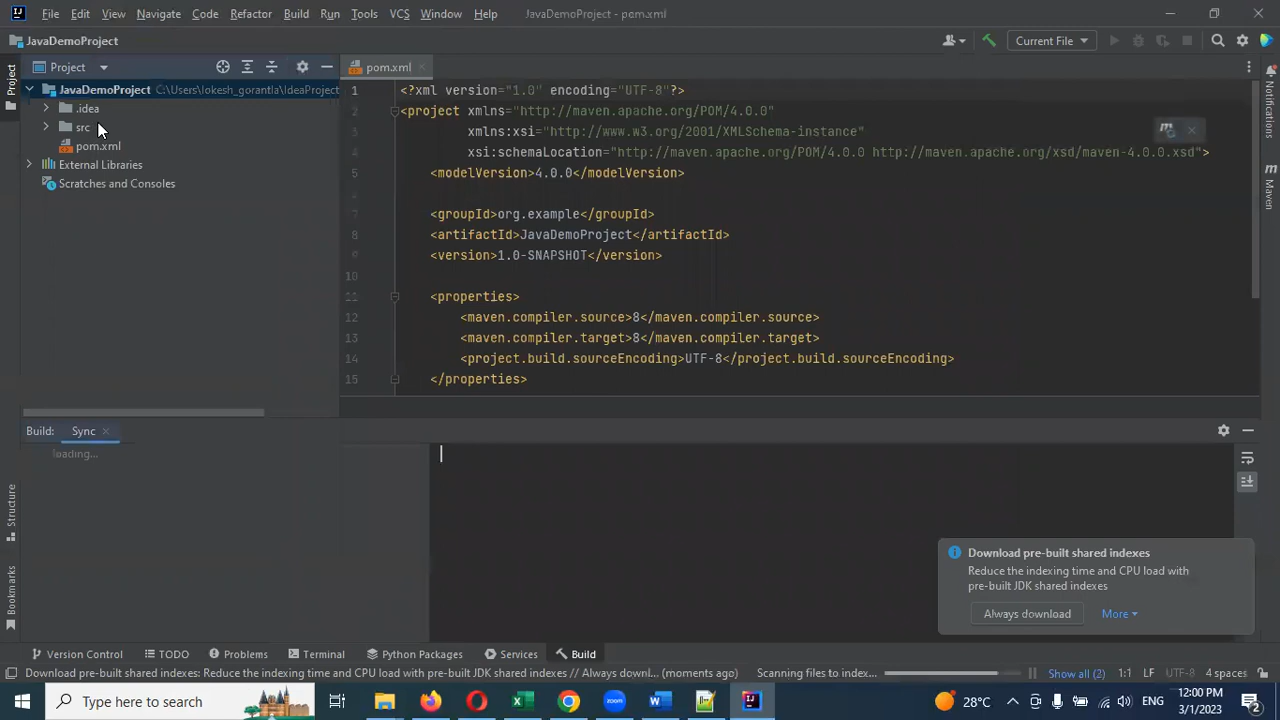 File Edit View Navigate Code Refactor Build Run Tools VCS Window Help JavaDemoProject - pom.xml
JavaDemoProject Current File
Project pom.xml
JavaDemoProject C:\Users\lokesh_gorantla\IdeaProject
.idea
src
pom.xml
External Libraries
Scratches and Consoles
1 <?xml version="1.0" encoding="UTF-8"?>
<project xmlns="http://maven.apache.org/POM/4.0.0"
3 xmlns:xsi="http://www.w3.org/2001/XMLSchema-instance"
4 xsi:schemaLocation="http://maven.apache.org/POM/4.0.0 http://maven.apache.org/xsd/maven-4.0.0.xsd">
5 <modelVersion>4.0.0</modelVersion>
6
7 <groupId>org.example</groupId>
8 <artifactId>JavaDemoProject</artifactId>
9 <version>1.0-SNAPSHOT</version>
10
11 <properties>
12 <maven.compiler.source>8</maven.compiler.source>
13 <maven.compiler.target>8</maven.compiler.target>
14 <project.build.sourceEncoding>UTF-8</project.build.sourceEncoding>
15 </properties>
Project
Structure
Bookmarks
Notifications
Maven
Build: Sync
loading...
Download pre-built shared indexes
Reduce the indexing time and CPU load with
pre-built JDK shared indexes
Always download More
Version Control TODO Problems Terminal Python Packages Services Build
Download pre-built shared indexes: Reduce the indexing time and CPU load with pre-built JDK shared indexes // Always download // M... (moments ago) Scanning files to index... Show all (2) 1:1 LF UTF-8 4 spaces
Type here to search 28°C ENG 12:00 PM
3/1/2023 2